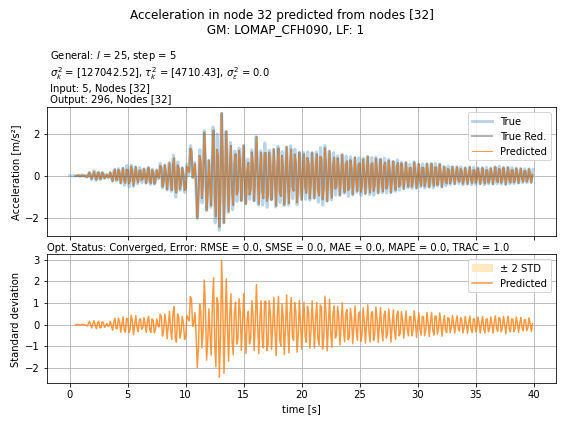 Acceleration in node 32 predicted from nodes [32]
GM: LOMAP_CFH090, LF: 1
General: l = 25, step = 5
σ²ₖ = [127042.52], τ²ₖ = [4710.43], σ²ₑ = 0.0
Input: 5, Nodes [32]
Output: 296, Nodes [32]
True
True Red.
Predicted
Acceleration [m/s²]
2
0
−2
Opt. Status: Converged, Error: RMSE = 0.0, SMSE = 0.0, MAE = 0.0, MAPE = 0.0, TRAC = 1.0
± 2 STD
Predicted
Standard deviation
3
2
1
0
−1
−2
0 5 10 15 20 25 30 35 40
time [s]